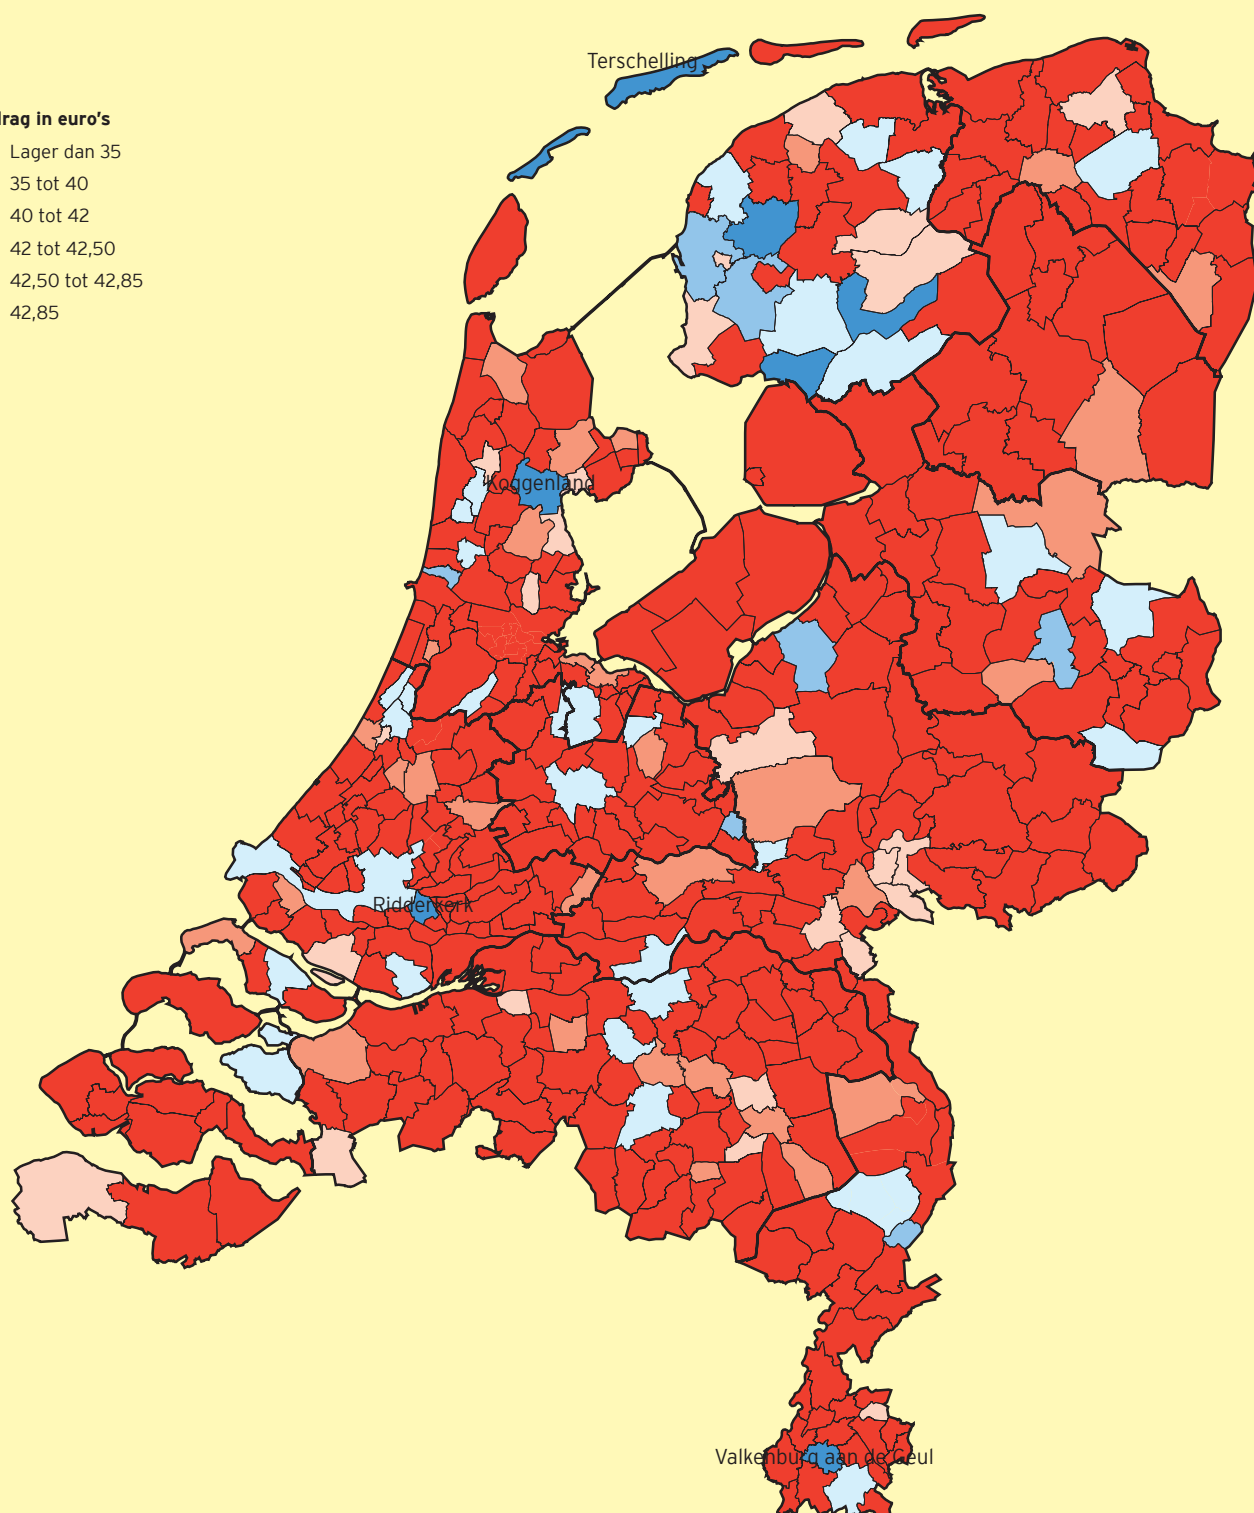 Terschelling
drag in euro's
Lager dan 35
35 tot 40
40 tot 42
42 tot 42,50
42,50 tot 42,85
42,85
Koggenland
Ridderkerk
Valkenburg aan de Geul